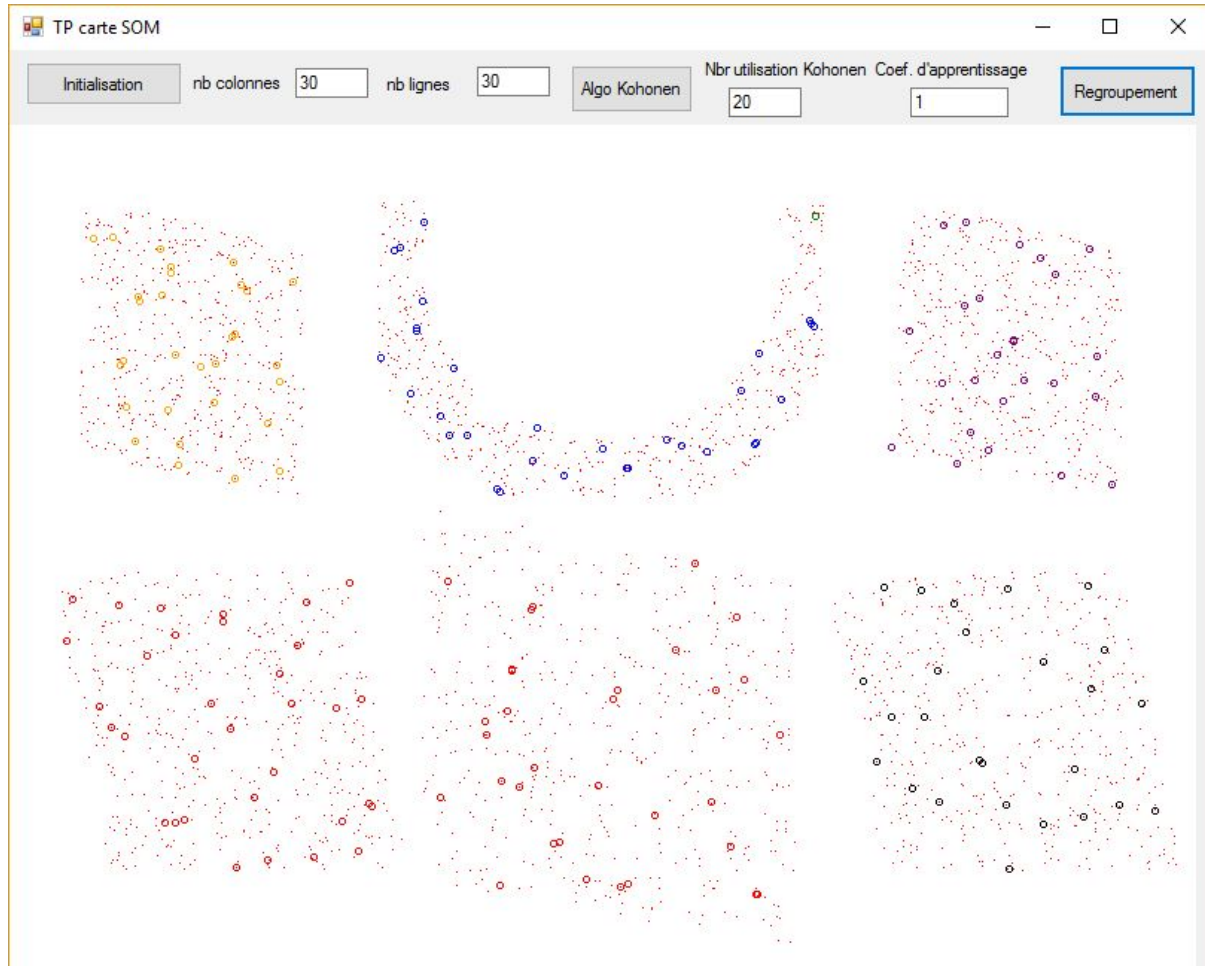 TP carte SOM
Nbr utilisation Kohonen Coef. d'apprentissage
Initialisation nb colonnes 30 nb lignes 30 Algo Kohonen 20 1 Regroupement